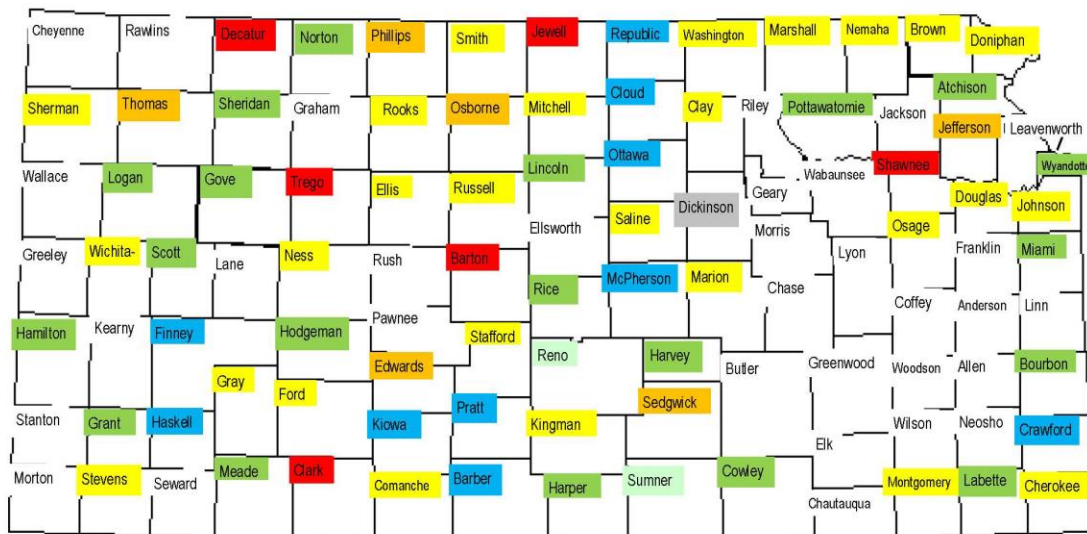 Cheyenne
Rawlins
Decatur
Norton
Phillips
Smith
Jewell
Republic
Washington
Marshall
Nemaha
Brown
Doniphan
Sherman
Thomas
Sheridan
Graham
Rooks
Osborne
Mitchell
Cloud
Clay
Riley
Pottawatomie
Jackson
Atchison
Jefferson
Leavenworth
Wallace
Logan
Gove
Trego
Ellis
Russell
Lincoln
Ottawa
Dickinson
Geary
Wabaunsee
Shawnee
Wyandotte
Douglas
Johnson
Greeley
Wichita-
Scott
Lane
Ness
Rush
Barton
Ellsworth
Saline
Morris
Lyon
Osage
Franklin
Miami
Hamilton
Kearny
Finney
Hodgeman
Pawnee
Stafford
Rice
McPherson
Marion
Chase
Coffey
Anderson
Linn
Gray
Ford
Edwards
Reno
Harvey
Butler
Greenwood
Woodson
Allen
Bourbon
Stanton
Grant
Haskell
Kiowa
Pratt
Kingman
Sedgwick
Elk
Wilson
Neosho
Crawford
Morton
Stevens
Seward
Meade
Clark
Comanche
Barber
Harper
Sumner
Cowley
Chautauqua
Montgomery
Labette
Cherokee